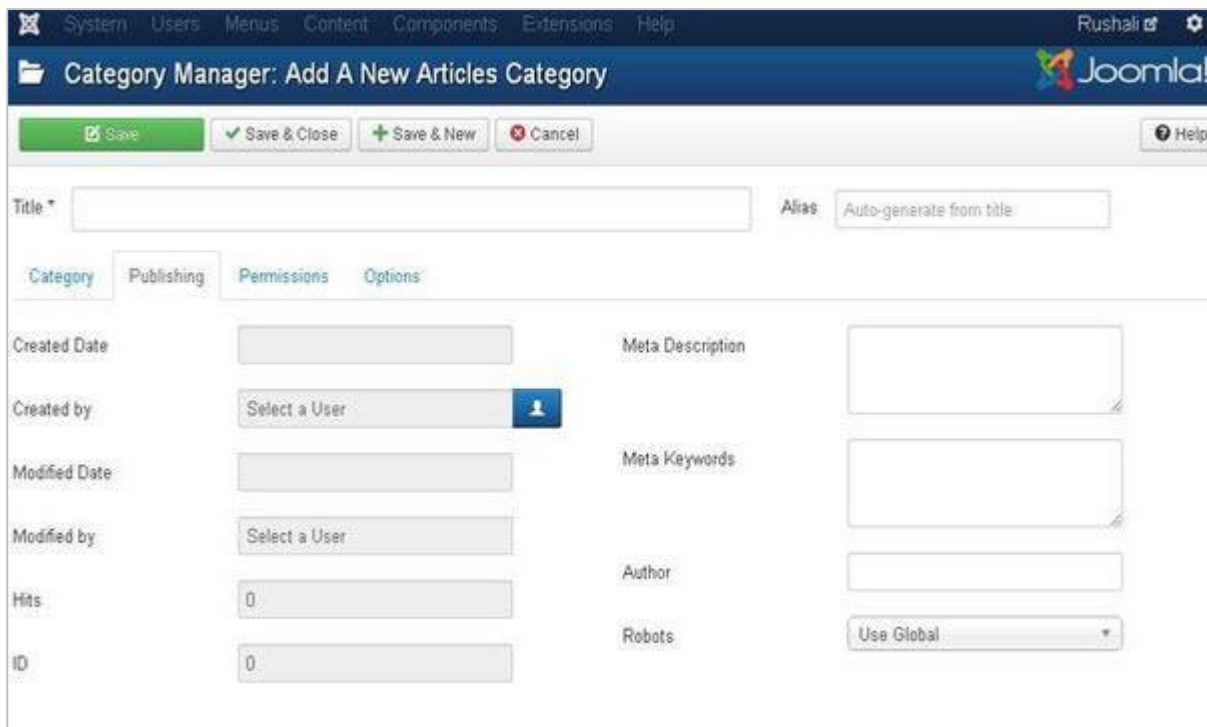 System Users Menus Content Components Extensions Help Rushali
Category Manager: Add A New Articles Category Joomla!
Save Save & Close Save & New Cancel Help
Title * Alias Auto-generate from title
Category Publishing Permissions Options
Created Date Meta Description
Created by Select a User
Modified Date Meta Keywords
Modified by Select a User
Author
Hits 0
Robots Use Global
ID 0